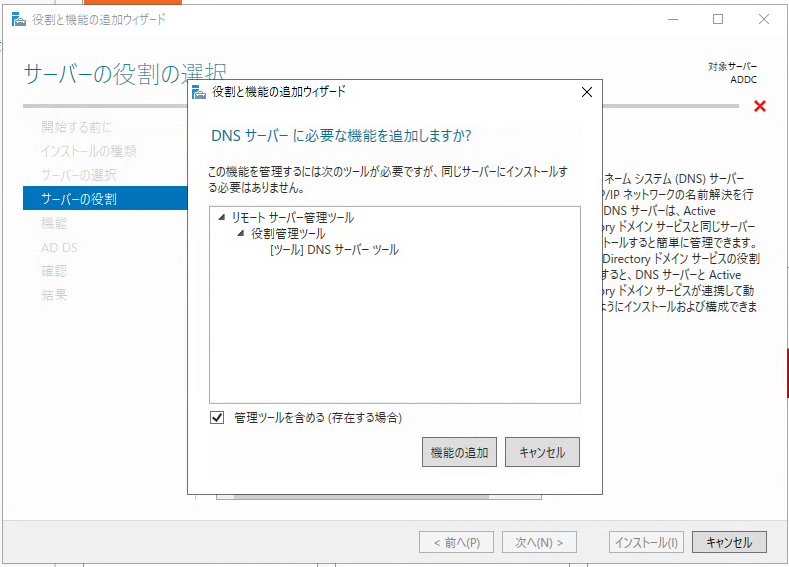 役割と機能の追加ウィザード
サーバーの役割の選択
対象サーバー
ADDC
開始する前に
インストールの種類
サーバーの選択
サーバーの役割
機能
AD DS
確認
結果
役割と機能の追加ウィザード
DNS サーバー に必要な機能を追加しますか?
この機能を管理するには次のツールが必要ですが、同じサーバーにインストールす
る必要はありません。
リモート サーバー管理ツール
役割管理ツール
[ツール] DNS サーバー ツール
管理ツールを含める (存在する場合)
機能の追加
キャンセル
ネーム システム (DNS) サーバー
P/IP ネットワークの名前解決を行
DNS サーバーは、Active
ory ドメイン サービスと同じサーバー
トールすると簡単に管理できます。
Directory ドメイン サービスの役割
すると、DNS サーバーと Active
ory ドメイン サービスが連携して動
ようにインストールおよび構成できま
< 前へ(P)
次へ(N) >
インストール(I)
キャンセル